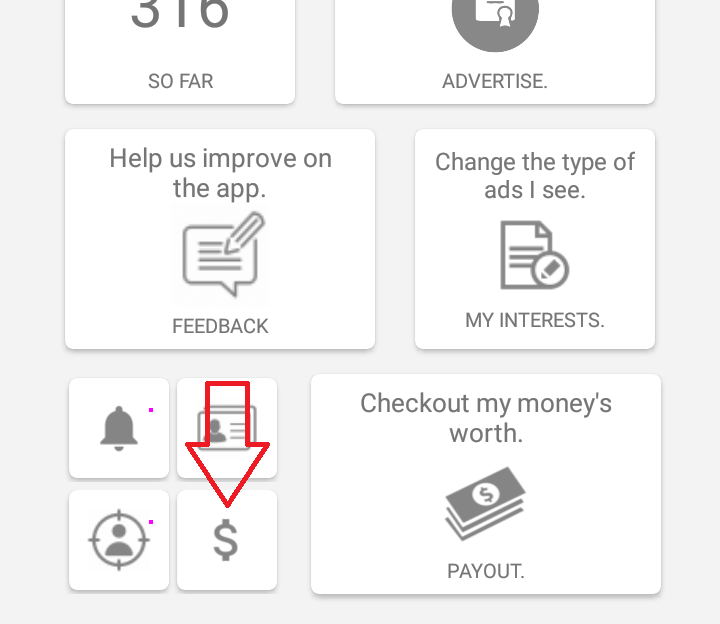 316
SO FAR
ADVERTISE.
Help us improve on
the app.
FEEDBACK
Change the type of
ads I see.
MY INTERESTS.
$
Checkout my money's
worth.
$
PAYOUT.